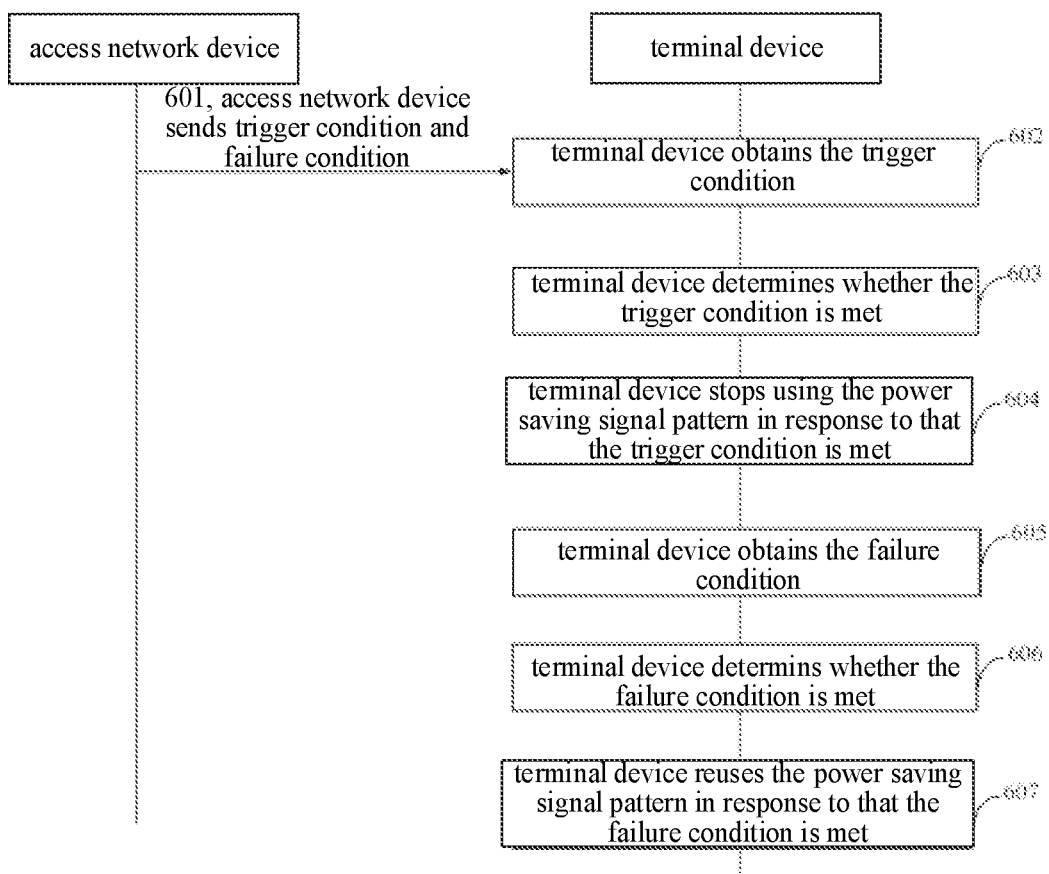 access network device
terminal device
601, access network device
sends trigger condition and
failure condition
terminal device obtains the trigger
condition
602
terminal device determines whether the
trigger condition is met
603
terminal device stops using the power
saving signal pattern in response to that
the trigger condition is met
604
terminal device obtains the failure
condition
605
terminal device determins whether the
failure condition is met
606
terminal device reuses the power saving
signal pattern in response to that the
failure condition is met
607